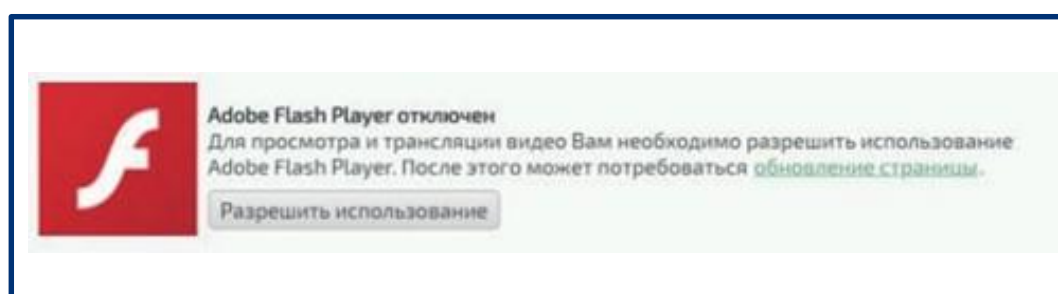 Adobe Flash Player отключен
Для просмотра и трансляции видео Вам необходимо разрешить использование
Adobe Flash Player. После этого может потребоваться обновление страницы.
Разрешить использование